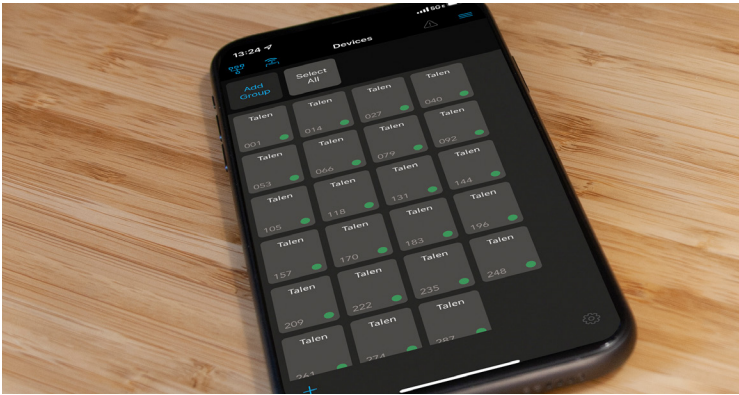 13:24
5G
Devices
Add
Group
Select
All
Talen
001
Talen
014
Talen
027
Talen
040
Talen
053
Talen
066
Talen
079
Talen
092
Talen
105
Talen
118
Talen
131
Talen
144
Talen
157
Talen
170
Talen
183
Talen
196
Talen
209
Talen
222
Talen
235
Talen
248
Talen
261
Talen
274
Talen
287